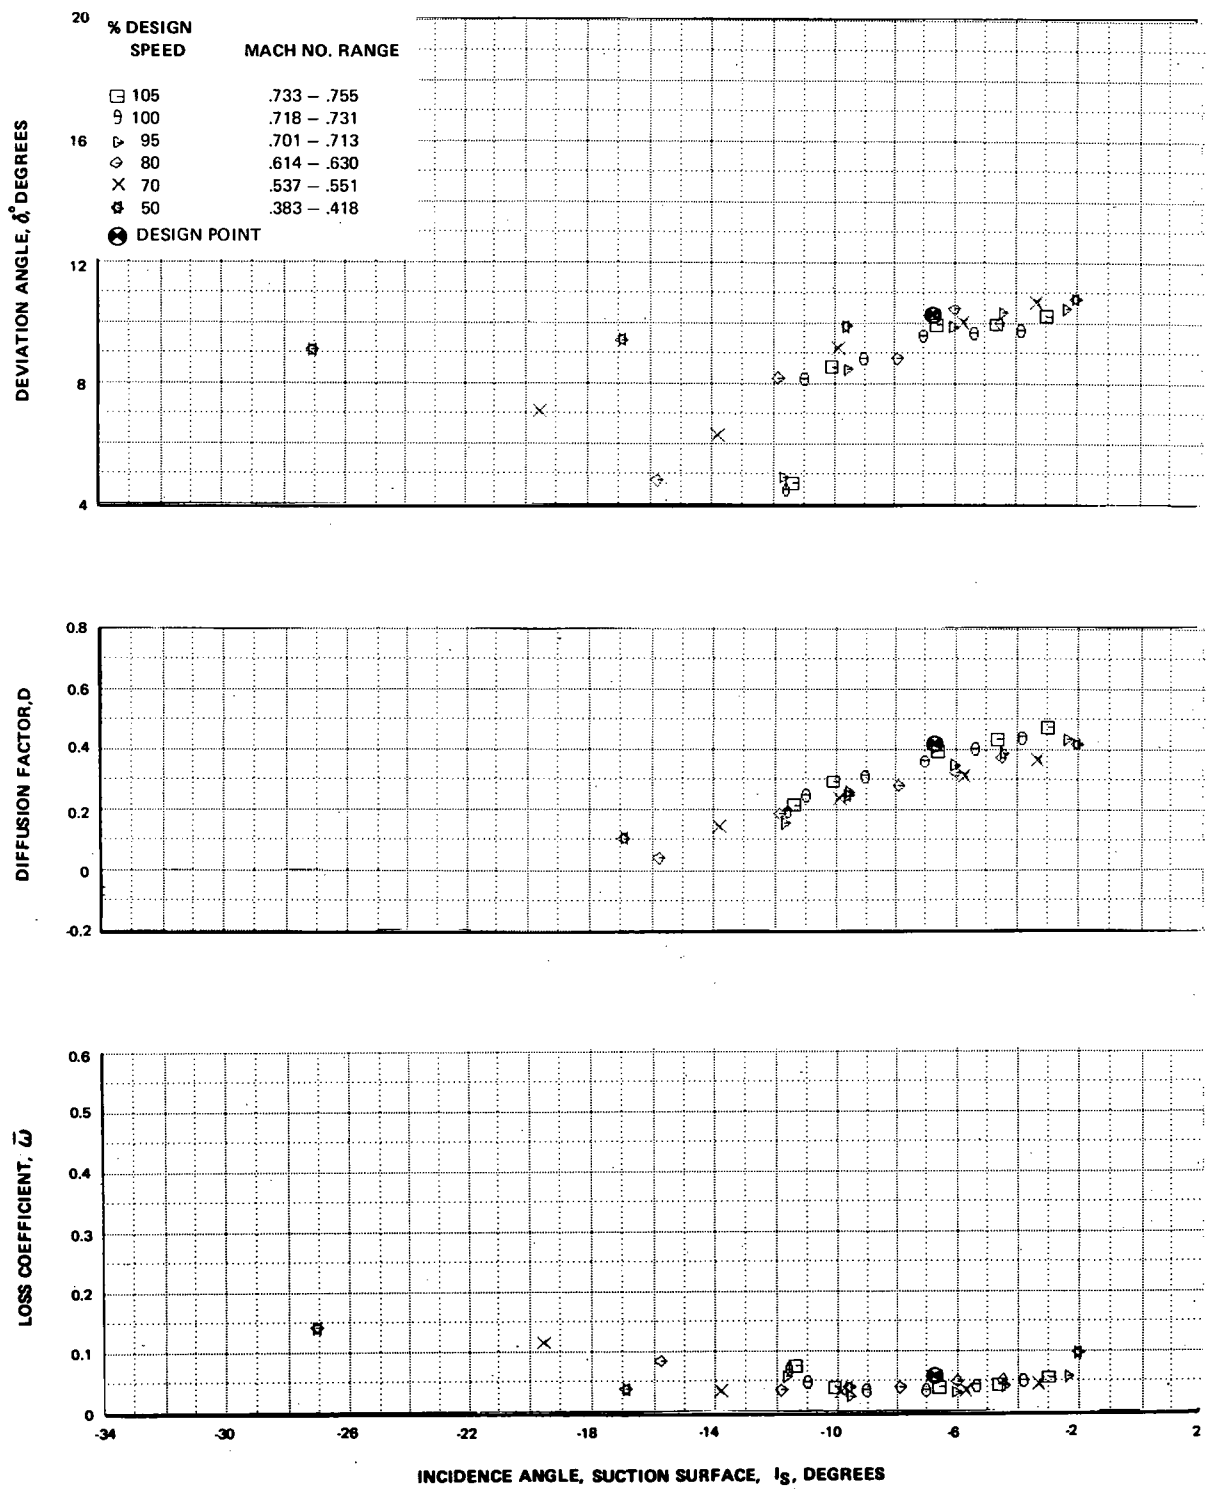 20
% DESIGN
SPEED MACH NO. RANGE
105 .733 – .755
100 .718 – .731
95 .701 – .713
80 .614 – .630
70 .537 – .551
50 .383 – .418
DESIGN POINT
16
12
8
4
DEVIATION ANGLE, δ° DEGREES
0.8
0.6
0.4
0.2
0
-0.2
DIFFUSION FACTOR,D
0.6
0.5
0.4
0.3
0.2
0.1
0
LOSS COEFFICIENT, ω̄
-34 -30 -26 -22 -18 -14 -10 -6 -2 2
INCIDENCE ANGLE, SUCTION SURFACE, IS, DEGREES